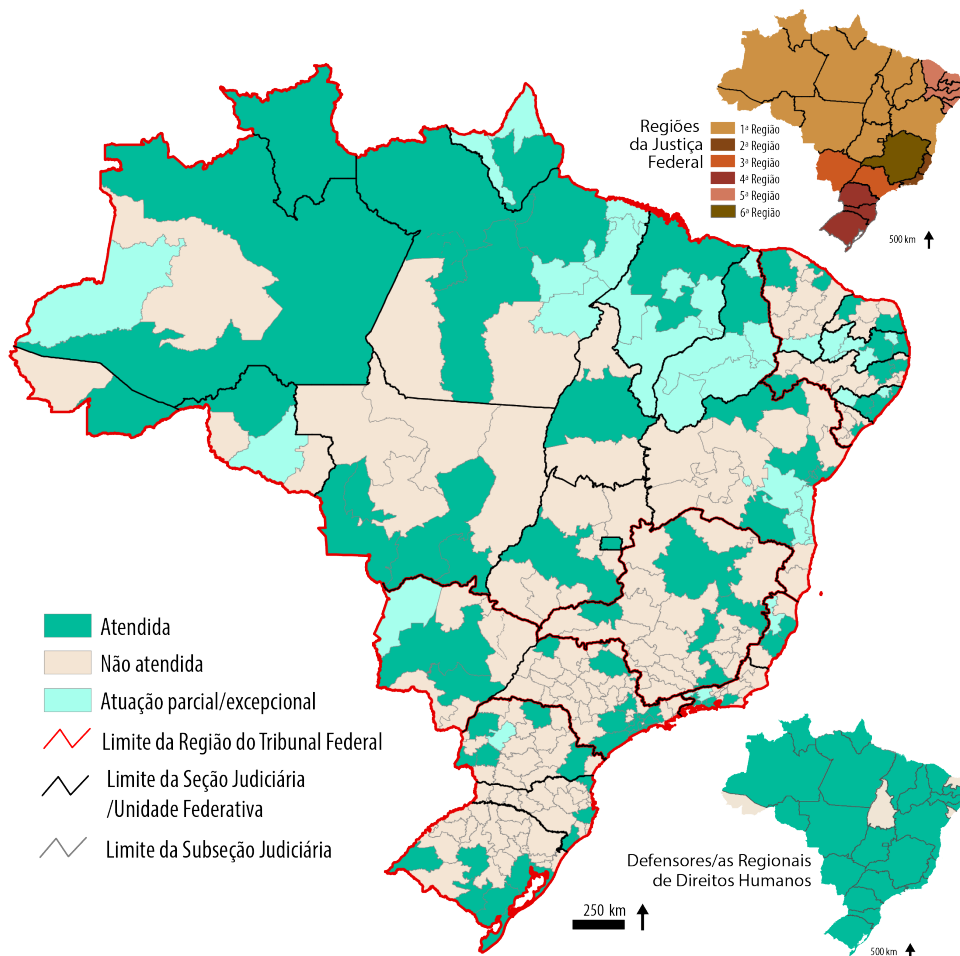 Regiões
da Justiça
Federal
1ª Região
2ª Região
3ª Região
4ª Região
5ª Região
6ª Região
500 km
Atendida
Não atendida
Atuação parcial/excepcional
Limite da Região do Tribunal Federal
Limite da Seção Judiciária
/Unidade Federativa
Limite da Subseção Judiciária
250 km
Defensores/as Regionais
de Direitos Humanos
500 km